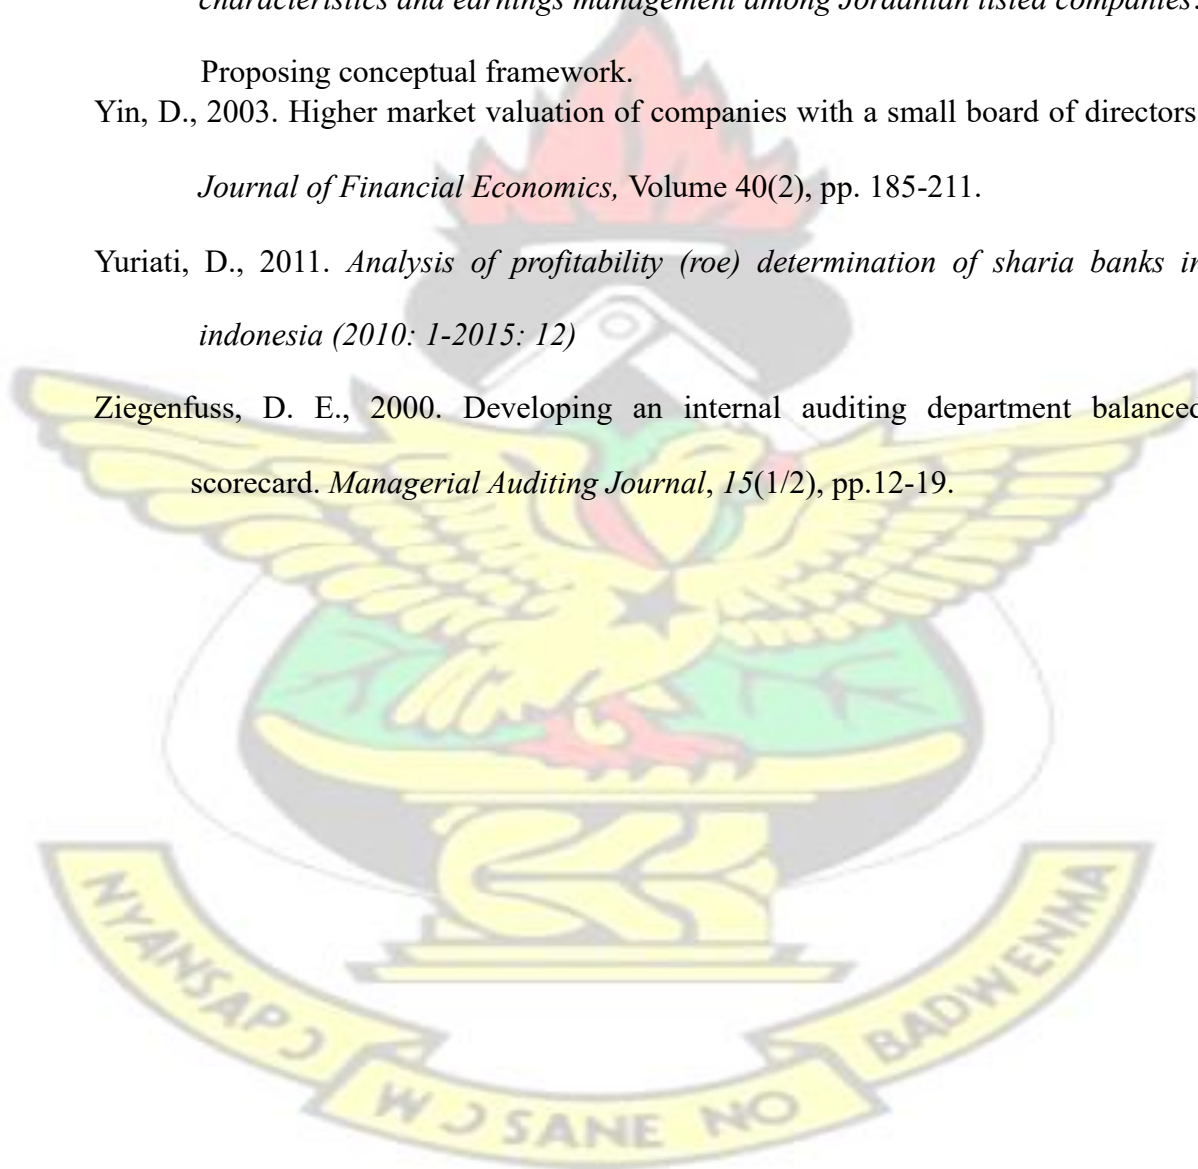 characteristics and earnings management among Jordanian listed companies:
Proposing conceptual framework.
Yin, D., 2003. Higher market valuation of companies with a small board of directors
Journal of Financial Economics, Volume 40(2), pp. 185-211.
Yuriati, D., 2011. Analysis of profitability (roe) determination of sharia banks in
indonesia (2010: 1-2015: 12)
Ziegenfuss, D. E., 2000. Developing an internal auditing department balanced
scorecard. Managerial Auditing Journal, 15(1/2), pp.12-19.
NYANSAPƆ WƆSANE NO BADWENMA